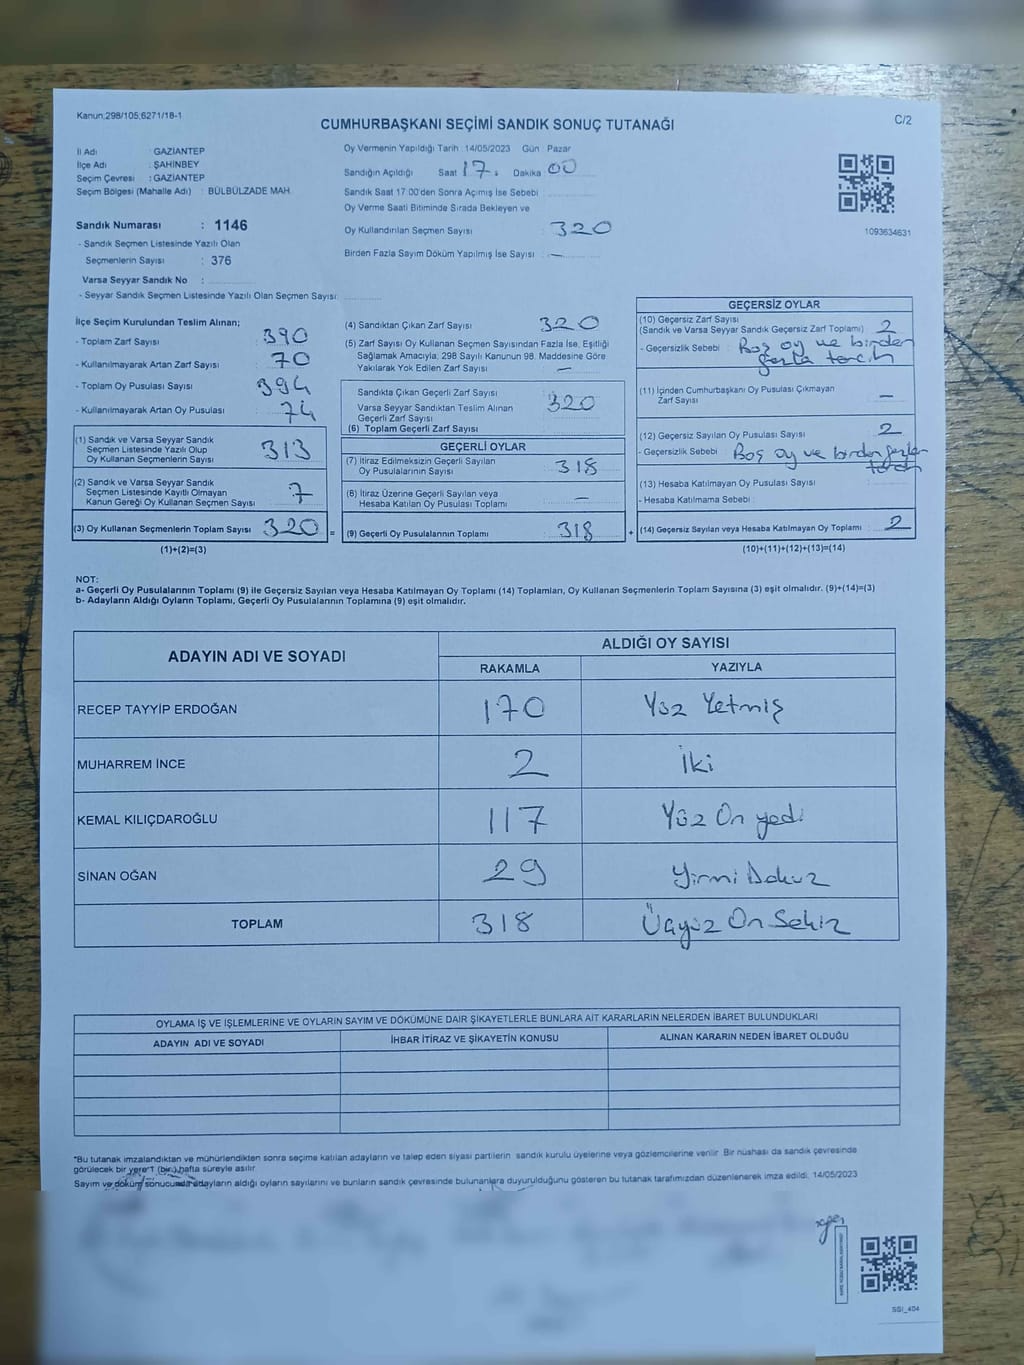 Kanun;298/105;6271/18-1
CUMHURBAŞKANI SEÇİMİ SANDIK SONUÇ TUTANAĞI
C/2
İl Adı : GAZİANTEP
İlçe Adı : ŞAHİNBEY
Seçim Çevresi : GAZİANTEP
Seçim Bölgesi (Mahalle Adı) : BÜLBÜLZADE MAH.
Sandık Numarası : 1146
- Sandık Seçmen Listesinde Yazılı Olan
Seçmenlerin Sayısı : 376
Varsa Seyyar Sandık No :
- Seyyar Sandık Seçmen Listesinde Yazılı Olan Seçmen Sayısı:
Oy Vermenin Yapıldığı Tarih : 14/05/2023 Gün : Pazar
Sandığın Açıldığı Saat 17 : Dakika 00
Sandık Saat 17:00'den Sonra Açımış İse Sebebi
Oy Verme Saati Bitiminde Sırada Bekleyen ve
Oy Kullandırılan Seçmen Sayısı 320
Birden Fazla Sayım Döküm Yapılmış İse Sayısı : —
1093634631
İlçe Seçim Kurulundan Teslim Alınan;
- Toplam Zarf Sayısı : 390
- Kullanılmayarak Artan Zarf Sayısı : 70
- Toplam Oy Pusulası Sayısı : 394
- Kullanılmayarak Artan Oy Pusulası : 74
(1) Sandık ve Varsa Seyyar Sandık
Seçmen Listesinde Yazılı Olup
Oy Kullanan Seçmenlerin Sayısı 313
(2) Sandık ve Varsa Seyyar Sandık
Seçmen Listesinde Kayıtlı Olmayan
Kanun Gereği Oy Kullanan Seçmen Sayısı 7
(3) Oy Kullanan Seçmenlerin Toplam Sayısı 320 =
(1)+(2)=(3)
(4) Sandıktan Çıkan Zarf Sayısı 320
(5) Zarf Sayısı Oy Kullanan Seçmen Sayısından Fazla İse, Eşitliği
Sağlamak Amacıyla, 298 Sayılı Kanunun 98. Maddesine Göre
Yakılarak Yok Edilen Zarf Sayısı —
Sandıkta Çıkan Geçerli Zarf Sayısı
Varsa Seyyar Sandıktan Teslim Alınan 320
Geçerli Zarf Sayısı
(6) Toplam Geçerli Zarf Sayısı
GEÇERLİ OYLAR
(7) İtiraz Edilmeksizin Geçerli Sayılan
Oy Pusulalarının Sayısı : 318
(8) İtiraz Üzerine Geçerli Sayılan veya
Hesaba Katılan Oy Pusulası Toplamı : —
(9) Geçerli Oy Pusulalarının Toplamı : 318 +
GEÇERSİZ OYLAR
(10) Geçersiz Zarf Sayısı
(Sandık ve Varsa Seyyar Sandık Geçersiz Zarf Toplamı) 2
- Geçersizlik Sebebi : Boş oy ve birden
fazla tercih
(11) İçinden Cumhurbaşkanı Oy Pusulası Çıkmayan
Zarf Sayısı —
(12) Geçersiz Sayılan Oy Pusulası Sayısı : 2
- Geçersizlik Sebebi Boş oy ve birden fazla
tercih
(13) Hesaba Katılmayan Oy Pusulası Sayısı :
- Hesaba Katılmama Sebebi :
(14) Geçersiz Sayılan veya Hesaba Katılmayan Oy Toplamı : 2
(10)+(11)+(12)+(13)=(14)
NOT:
a- Geçerli Oy Pusulalarının Toplamı (9) ile Geçersiz Sayılan veya Hesaba Katılmayan Oy Toplamı (14) Toplamları, Oy Kullanan Seçmenlerin Toplam Sayısına (3) eşit olmalıdır. (9)+(14)=(3)
b- Adayların Aldığı Oyların Toplamı, Geçerli Oy Pusulalarının Toplamına (9) eşit olmalıdır.
ADAYIN ADI VE SOYADI
ALDIĞI OY SAYISI
RAKAMLA YAZIYLA
RECEP TAYYİP ERDOĞAN 170 Yüz Yetmiş
MUHARREM İNCE 2 İki
KEMAL KILIÇDAROĞLU 117 Yüz On yedi
SİNAN OĞAN 29 Yirmi Dokuz
TOPLAM 318 Üçyüz On Sekiz
OYLAMA İŞ VE İŞLEMLERİNE VE OYLARIN SAYIM VE DÖKÜMÜNE DAİR ŞİKAYETLERLE BUNLARA AİT KARARLARIN NELERDEN İBARET BULUNDUKLARI
ADAYIN ADI VE SOYADI İHBAR İTİRAZ VE ŞİKAYETİN KONUSU ALINAN KARARIN NEDEN İBARET OLDUĞU
*Bu tutanak imzalandıktan ve mühürlendikten sonra seçime katılan adayların ve talep eden siyasi partilerin sandık kurulu üyelerine veya gözlemcilerine verilir. Bir nüshası da sandık çevresinde
görülecek bir yere 1 (bir) hafta süreyle asılır.
Sayım ve döküm sonucunda adayların aldığı oyların sayılarını ve bunların sandık çevresinde bulunanlara duyurulduğunu gösteren bu tutanak tarafımızdan düzenlenerek imza edildi. 14/05/2023
SSI_404